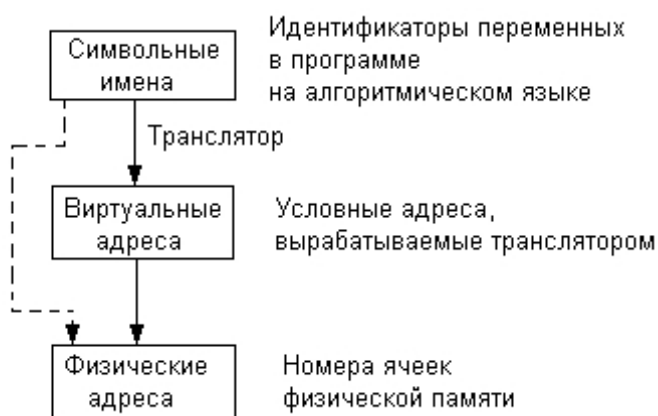 Символьные
имена
Идентификаторы переменных
в программе
на алгоритмическом языке
Транслятор
Виртуальные
адреса
Условные адреса,
вырабатываемые транслятором
Физические
адреса
Номера ячеек
физической памяти